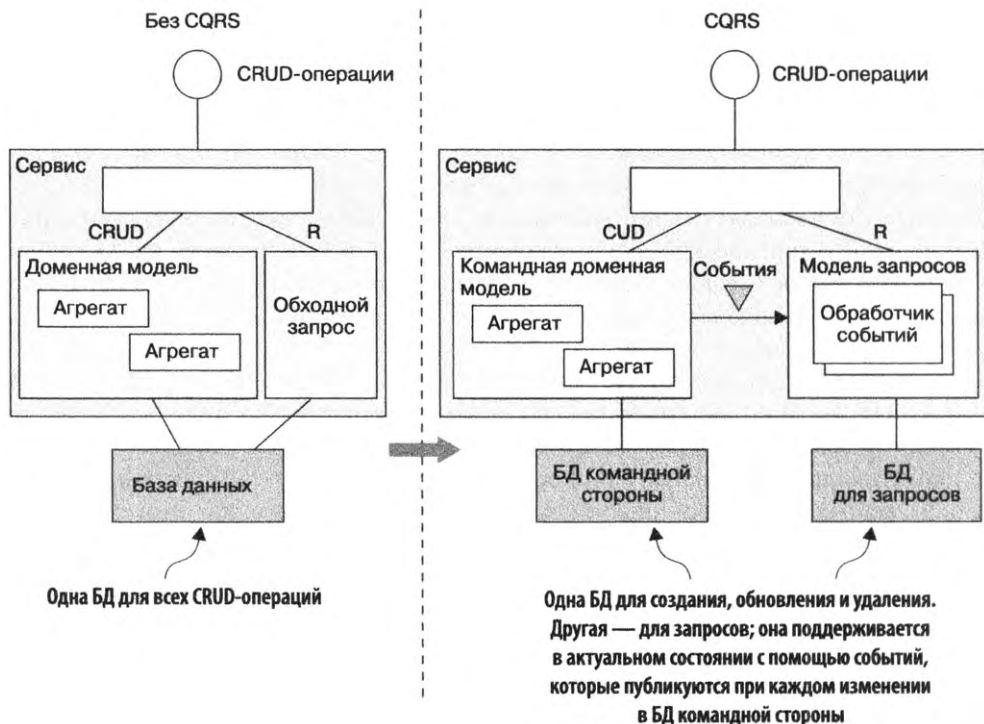 Без CQRS
CRUD-операции
Сервис
CRUD
R
Доменная модель
Агрегат
Агрегат
Обходной
запрос
База данных
Одна БД для всех CRUD-операций
CQRS
CRUD-операции
Сервис
CUD
R
Командная доменная
модель
Агрегат
Агрегат
События
Модель запросов
Обработчик
событий
БД командной
стороны
БД
для запросов
Одна БД для создания, обновления и удаления.
Другая — для запросов; она поддерживается
в актуальном состоянии с помощью событий,
которые публикуются при каждом изменении
в БД командной стороны